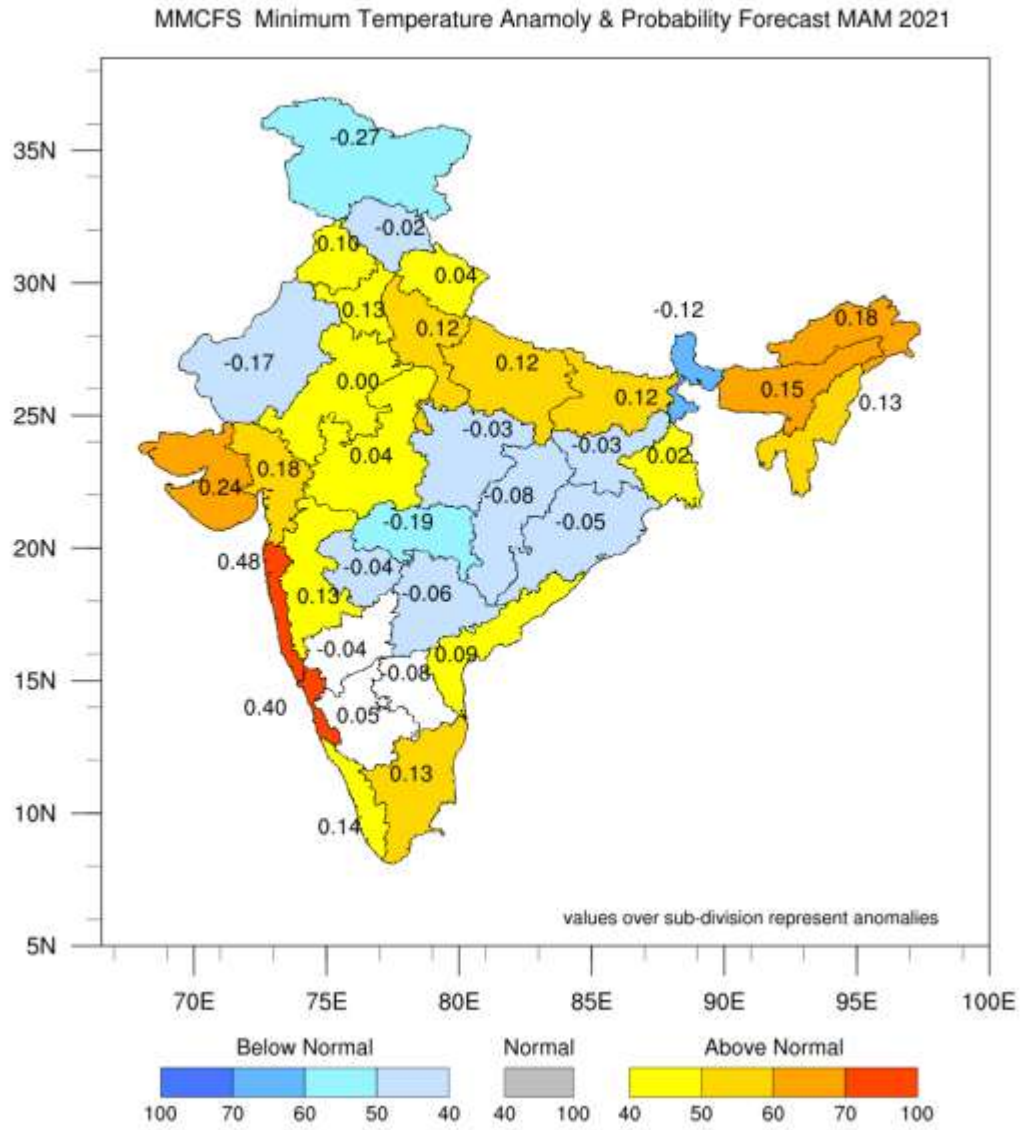 MMCFS Minimum Temperature Anamoly & Probability Forecast MAM 2021
35N
-0.27
-0.02
0.10
30N
0.04
0.13
-0.12
0.12
0.18
-0.17
0.12
0.00
0.12
0.15
0.13
25N
-0.03
-0.03
0.04
0.02
0.18
0.24
-0.08
-0.19
-0.05
20N
0.48
-0.04
0.13
-0.06
-0.04
0.09
15N
-0.08
0.40
0.05
0.13
10N
0.14
values over sub-division represent anomalies
5N
70E 75E 80E 85E 90E 95E 100E
Below Normal Normal Above Normal
100 70 60 50 40 40 100 40 50 60 70 100